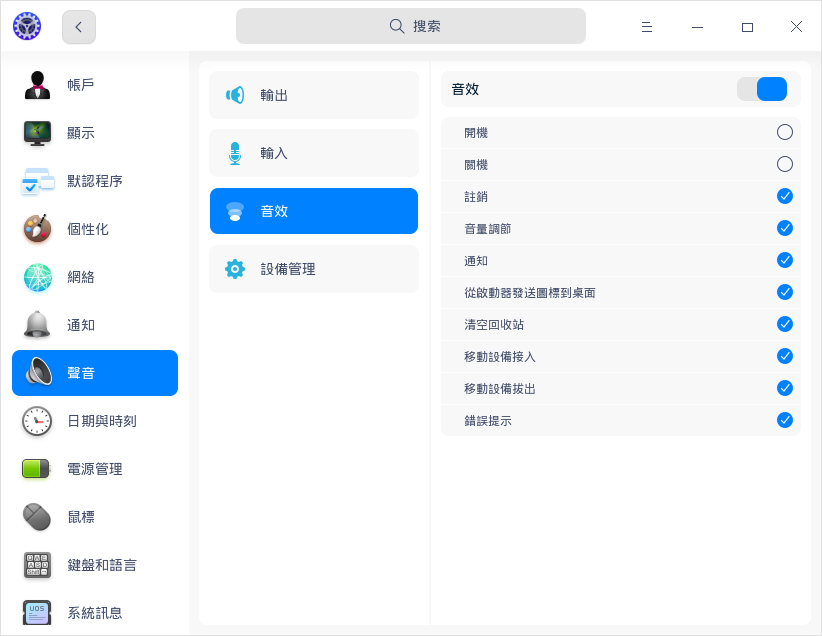 搜索
帳戶
顯示
默認程序
個性化
網絡
通知
聲音
日期與時刻
電源管理
鼠標
鍵盤和語言
系統訊息
輸出
輸入
音效
設備管理
音效
開機
關機
註銷
音量調節
通知
從啟動器發送圖標到桌面
清空回收站
移動設備接入
移動設備拔出
錯誤提示
UOS